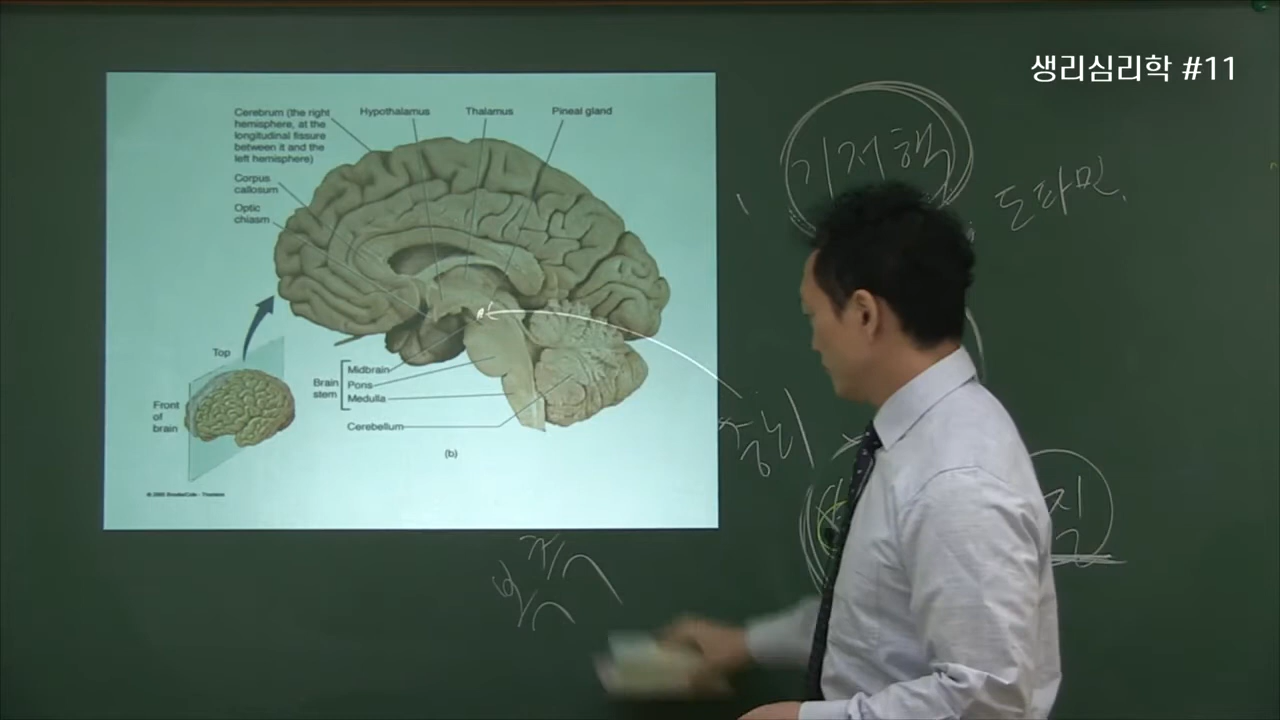 생리심리학 #11
Cerebrum (the right
hemisphere, at the
longitudinal fissure
between it and the
left hemisphere)
Hypothalamus
Thalamus
Pineal gland
Corpus
callosum
Optic
chiasm
Top
Front
of
brain
Brain
stem
Midbrain
Pons
Medulla
Cerebellum
(b)
기저핵
도파민
중뇌
질